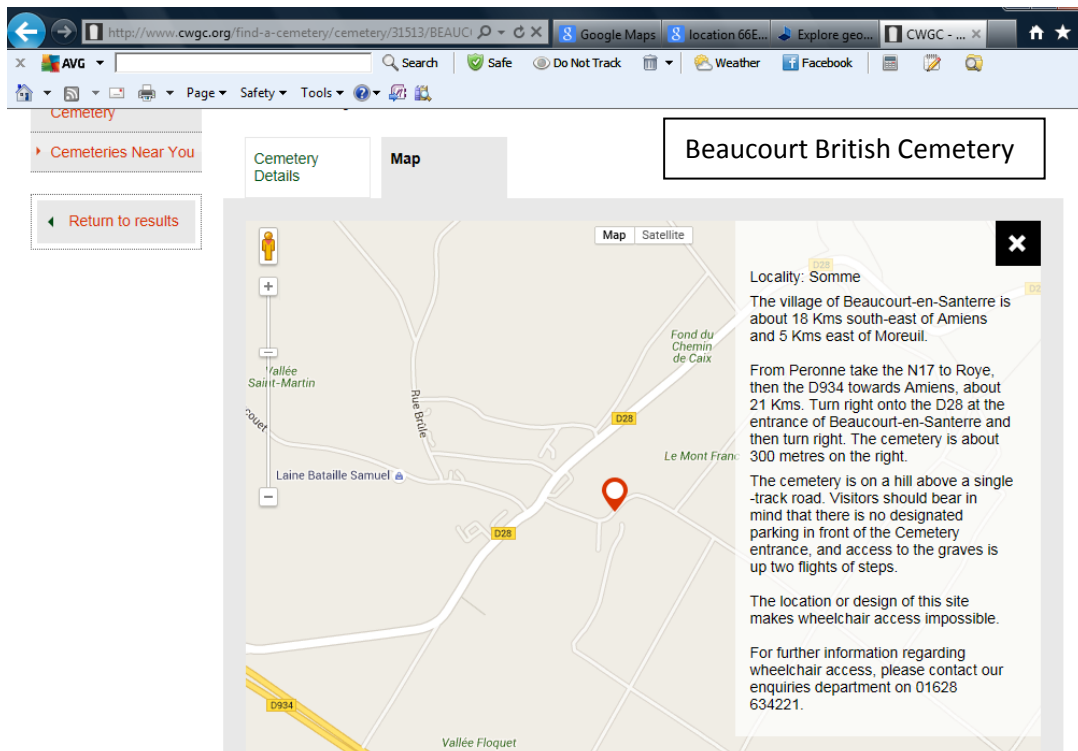 http://www.cwgc.org/find-a-cemetery/cemetery/31513/BEAUC
Google Maps
location 66E...
Explore geo...
CWGC - ...
x AVG Search Safe Do Not Track Weather Facebook
Page Safety Tools
Cemetery
Cemeteries Near You
Return to results
Cemetery
Details
Map
Beaucourt British Cemetery
Map Satellite
D28
Locality: Somme
The village of Beaucourt-en-Santerre is
about 18 Kms south-east of Amiens
and 5 Kms east of Moreuil.
From Peronne take the N17 to Roye,
then the D934 towards Amiens, about
21 Kms. Turn right onto the D28 at the
entrance of Beaucourt-en-Santerre and
then turn right. The cemetery is about
300 metres on the right.
The cemetery is on a hill above a single
-track road. Visitors should bear in
mind that there is no designated
parking in front of the Cemetery
entrance, and access to the graves is
up two flights of steps.
The location or design of this site
makes wheelchair access impossible.
For further information regarding
wheelchair access, please contact our
enquiries department on 01628
634221.
Fond du
Chemin
de Caix
Vallée
Saint-Martin
Rue Brûle
D28
Le Mont Franc
Laine Bataille Samuel
D28
D934
Vallée Floquet